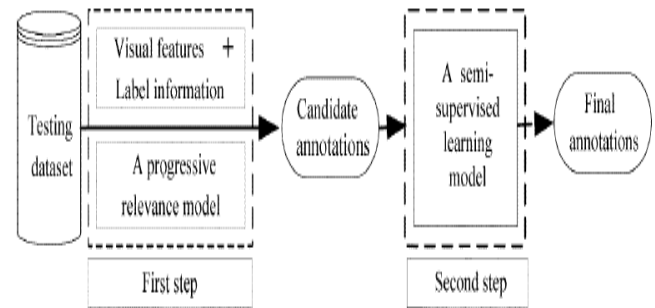 Testing
dataset
Visual features +
Label information
A progressive
relevance model
First step
Candidate
annotations
A semi-
supervised
learning
model
Second step
Final
annotations